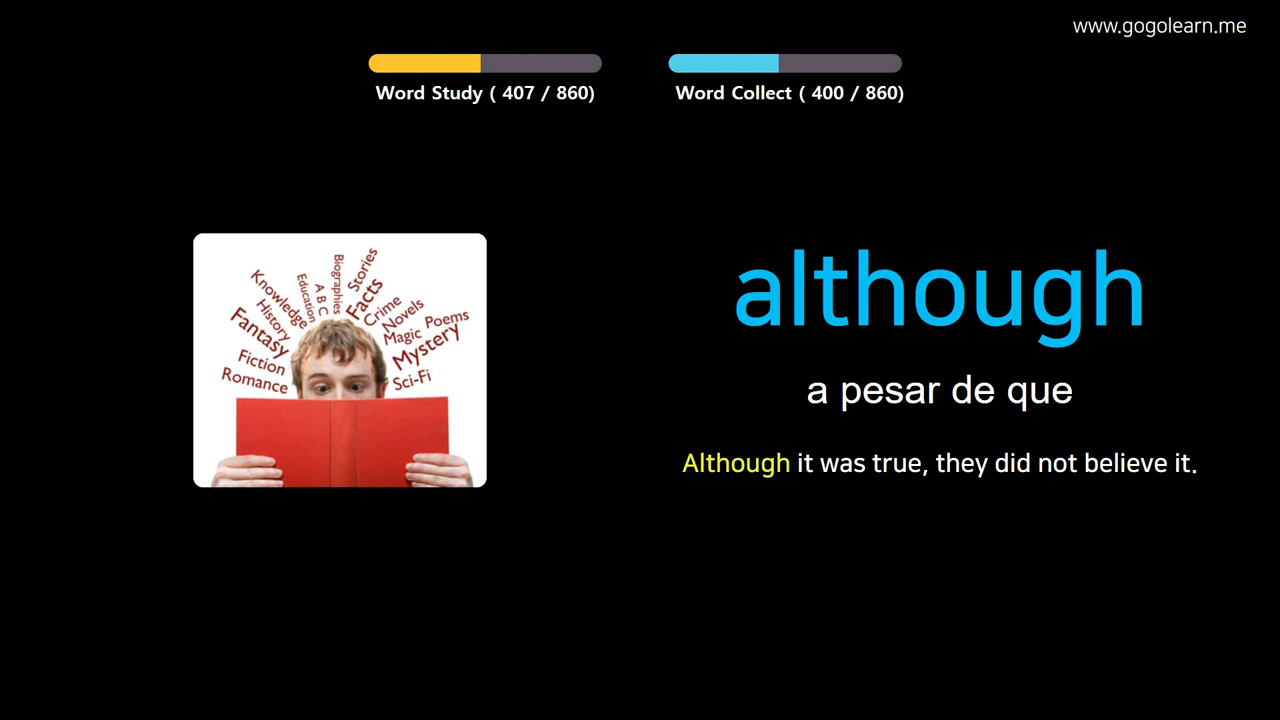 www.gogolearn.me
Word Study ( 407 / 860)
Word Collect ( 400 / 860)
Knowledge
History
Fantasy
Fiction
Romance
Education
A B C
Biographies
Stories
Facts
Crime
Novels
Magic
Poems
Mystery
Sci-Fi
although
a pesar de que
Although it was true, they did not believe it.